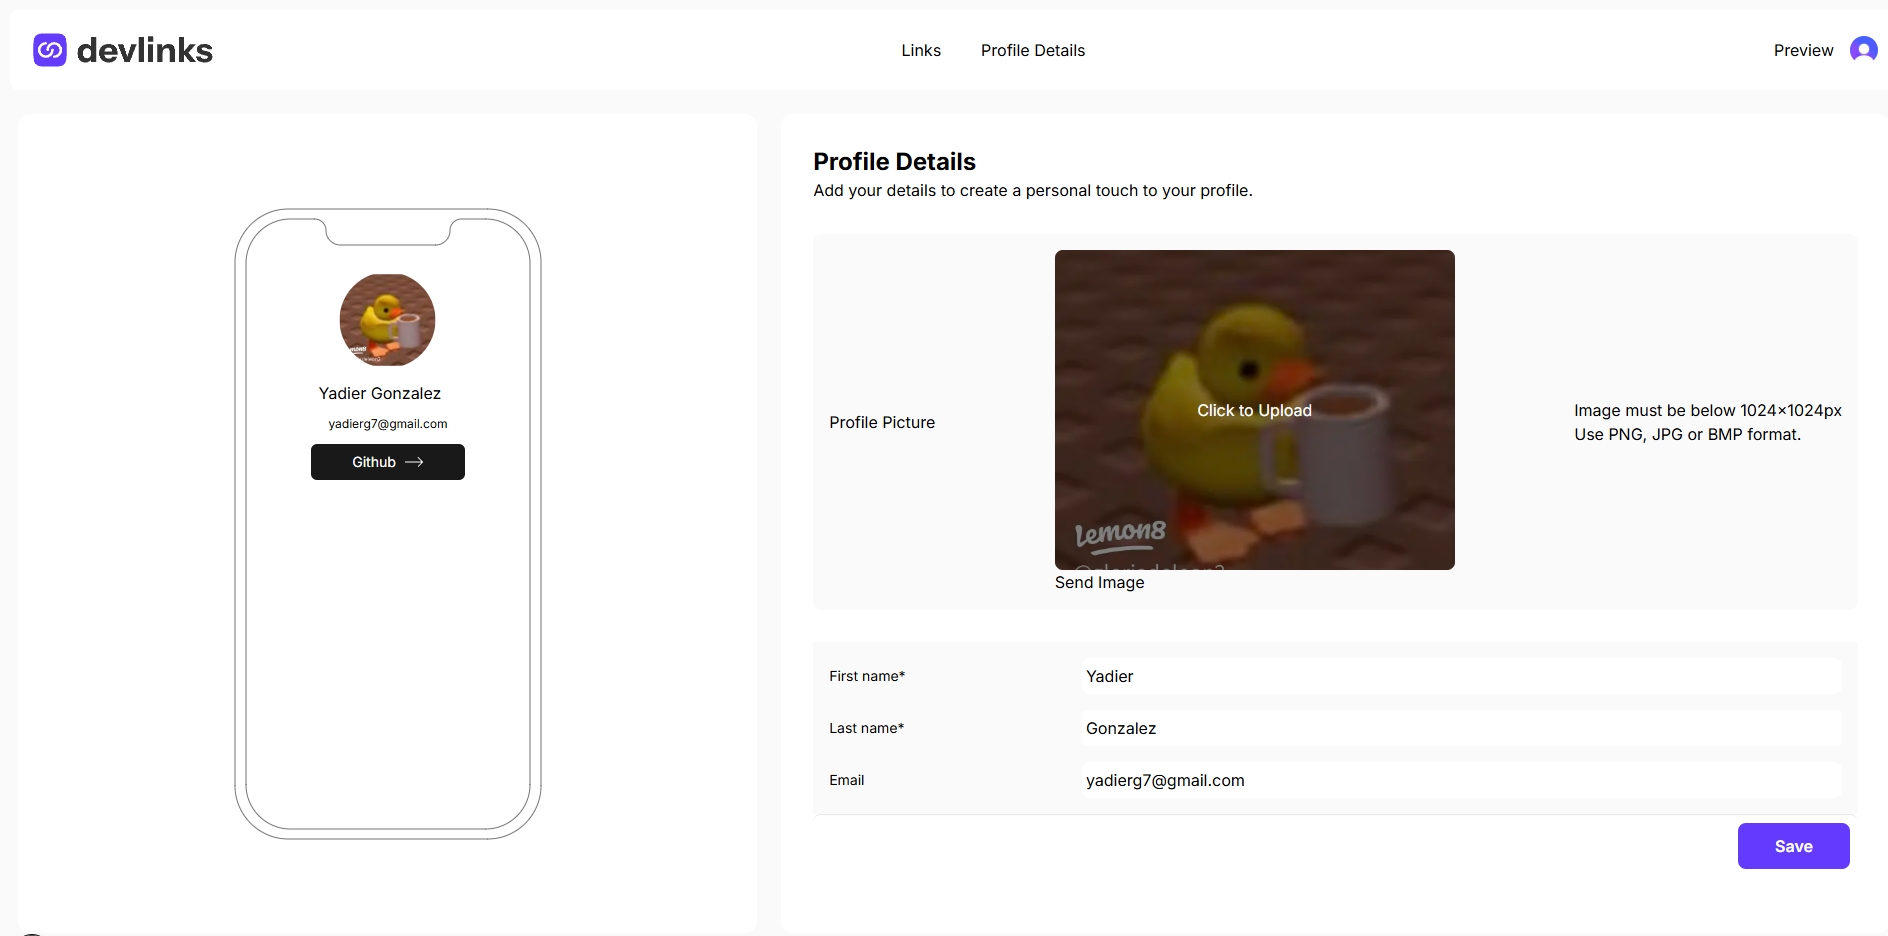 devlinks
Links
Profile Details
Preview
Yadier Gonzalez
yadierg7@gmail.com
Github
Profile Details
Add your details to create a personal touch to your profile.
Profile Picture
Click to Upload
lemon8
Send Image
Image must be below 1024×1024px
Use PNG, JPG or BMP format.
First name*
Yadier
Last name*
Gonzalez
Email
yadierg7@gmail.com
Save